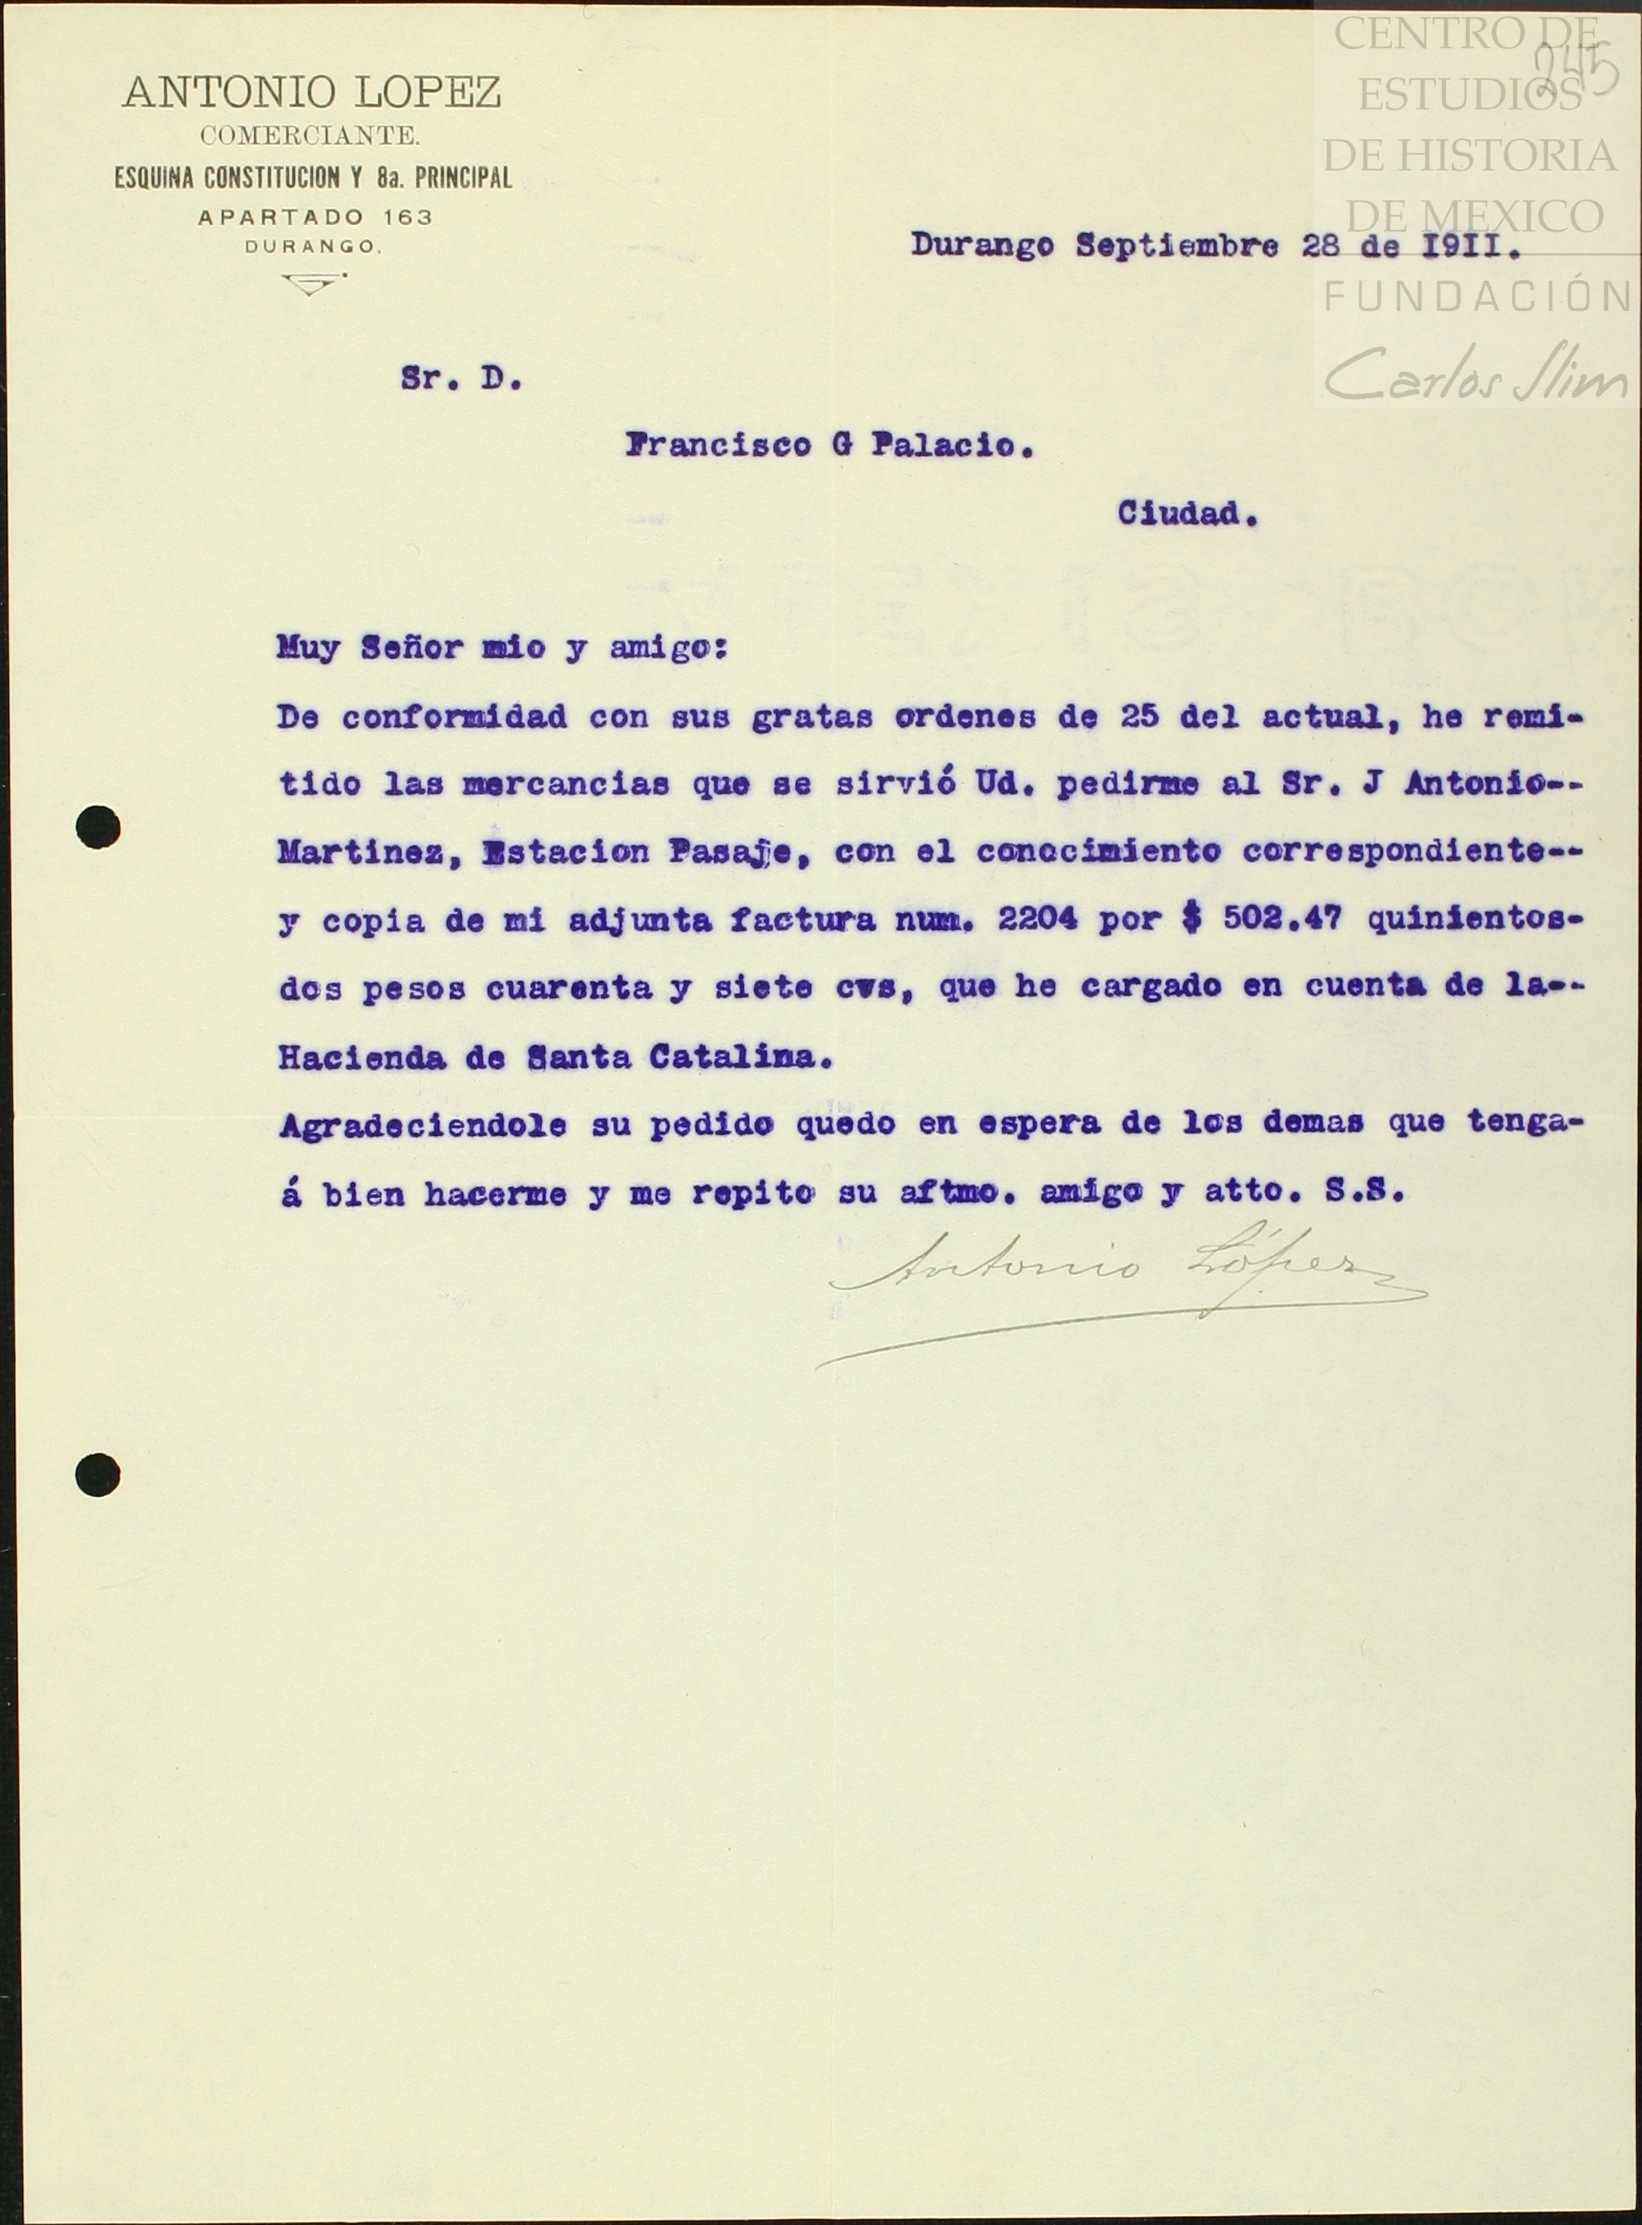 ANTONIO LOPEZ
COMERCIANTE.
ESQUINA CONSTITUCION Y 8a. PRINCIPAL
APARTADO 163
DURANGO.
CENTRO DE
ESTUDIOS
DE HISTORIA
DE MEXICO
FUNDACIÓN
Carlos Slim
245
Durango Septiembre 28 de I9II.
Sr. D.
Francisco G Palacio.
Ciudad.
Muy Señor mio y amigo:
De conformidad con sus gratas ordenes de 25 del actual, he remi-
tido las mercancias que se sirvió Ud. pedirme al Sr. J Antonio--
Martinez, Estacion Pasaje, con el conocimiento correspondiente--
y copia de mi adjunta factura num. 2204 por $ 502.47 quinientos-
dos pesos cuarenta y siete cvs, que he cargado en cuenta de la--
Hacienda de Santa Catalina.
Agradeciendole su pedido quedo en espera de los demas que tenga-
á bien hacerme y me repito su aftmo. amigo y atto. S.S.
Antonio López